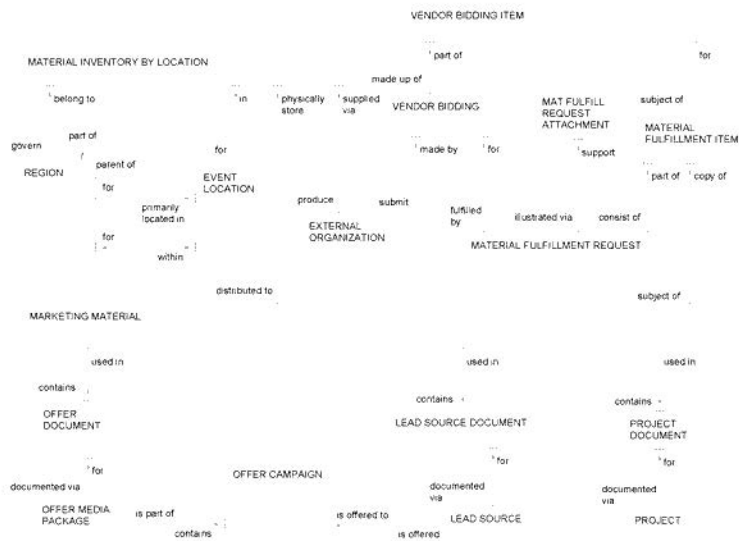 VENDOR BIDDING ITEM
part of
for
MATERIAL INVENTORY BY LOCATION
made up of
belong to
in
physically
store
supplied
via
VENDOR BIDDING
MAT FULFILL
REQUEST
ATTACHMENT
subject of
MATERIAL
FULFILLMENT ITEM
part of
govern
for
made by
for
support
REGION
parent of
EVENT
LOCATION
part of
copy of
for
primarily
located in
produce
submit
fulfilled
by
illustrated via
consist of
EXTERNAL
ORGANIZATION
for
MATERIAL FULFILLMENT REQUEST
within
distributed to
subject of
MARKETING MATERIAL
used in
used in
used in
contains
contains
contains
OFFER
DOCUMENT
LEAD SOURCE DOCUMENT
PROJECT
DOCUMENT
for
for
for
OFFER CAMPAIGN
documented via
documented
via
documented
via
OFFER MEDIA
PACKAGE
is part of
is offered to
LEAD SOURCE
PROJECT
contains
is offered